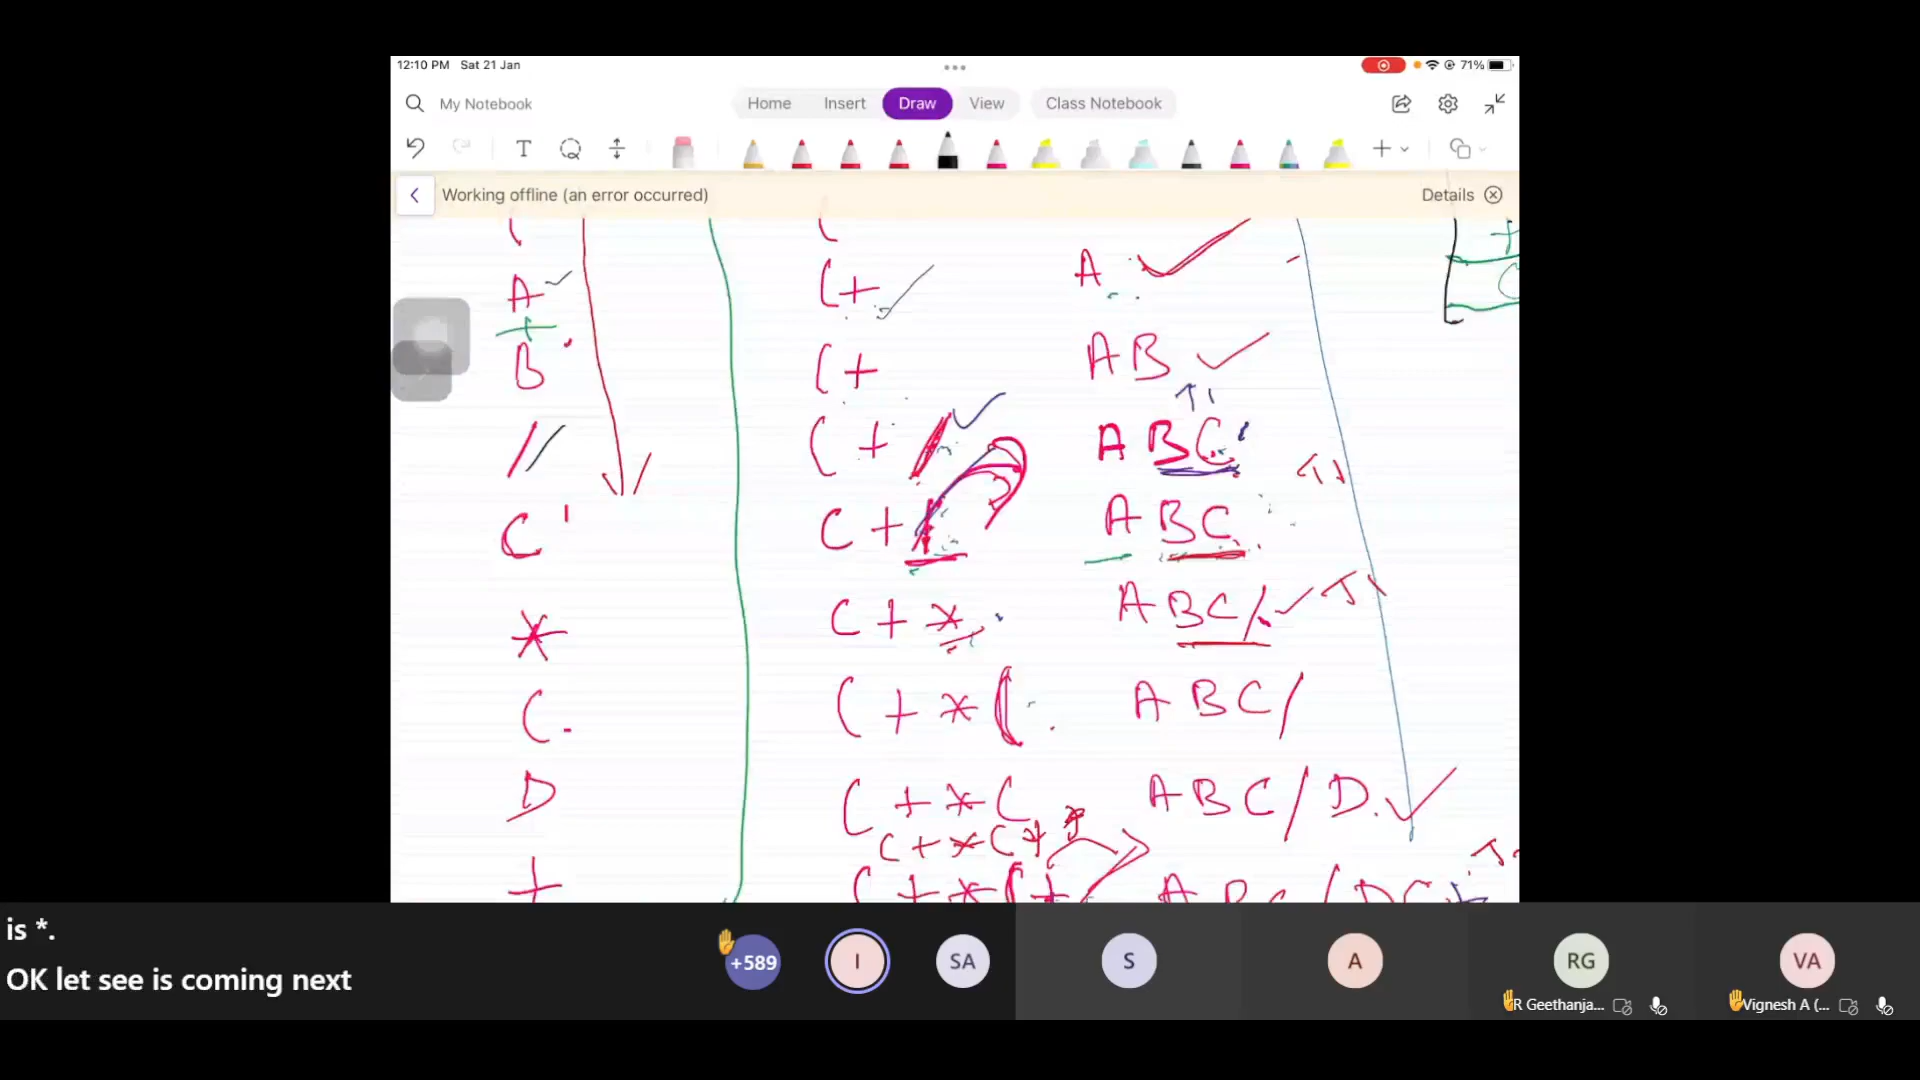 12:10 PM Sat 21 Jan
71%
My Notebook
Home Insert Draw View Class Notebook
T
Working offline (an error occurred)
Details
( (
A (+ A
+
B (+ AB
/ (+/ ABC
C (+/ ABC
* (+* ABC/
( (+*( ABC/
D (+*( ABC/D
(+*(+
+ (+*(+
is *.
OK let see is coming next
+589
I
SA
S
A
RG
VA
R Geethanja...
Vignesh A (...